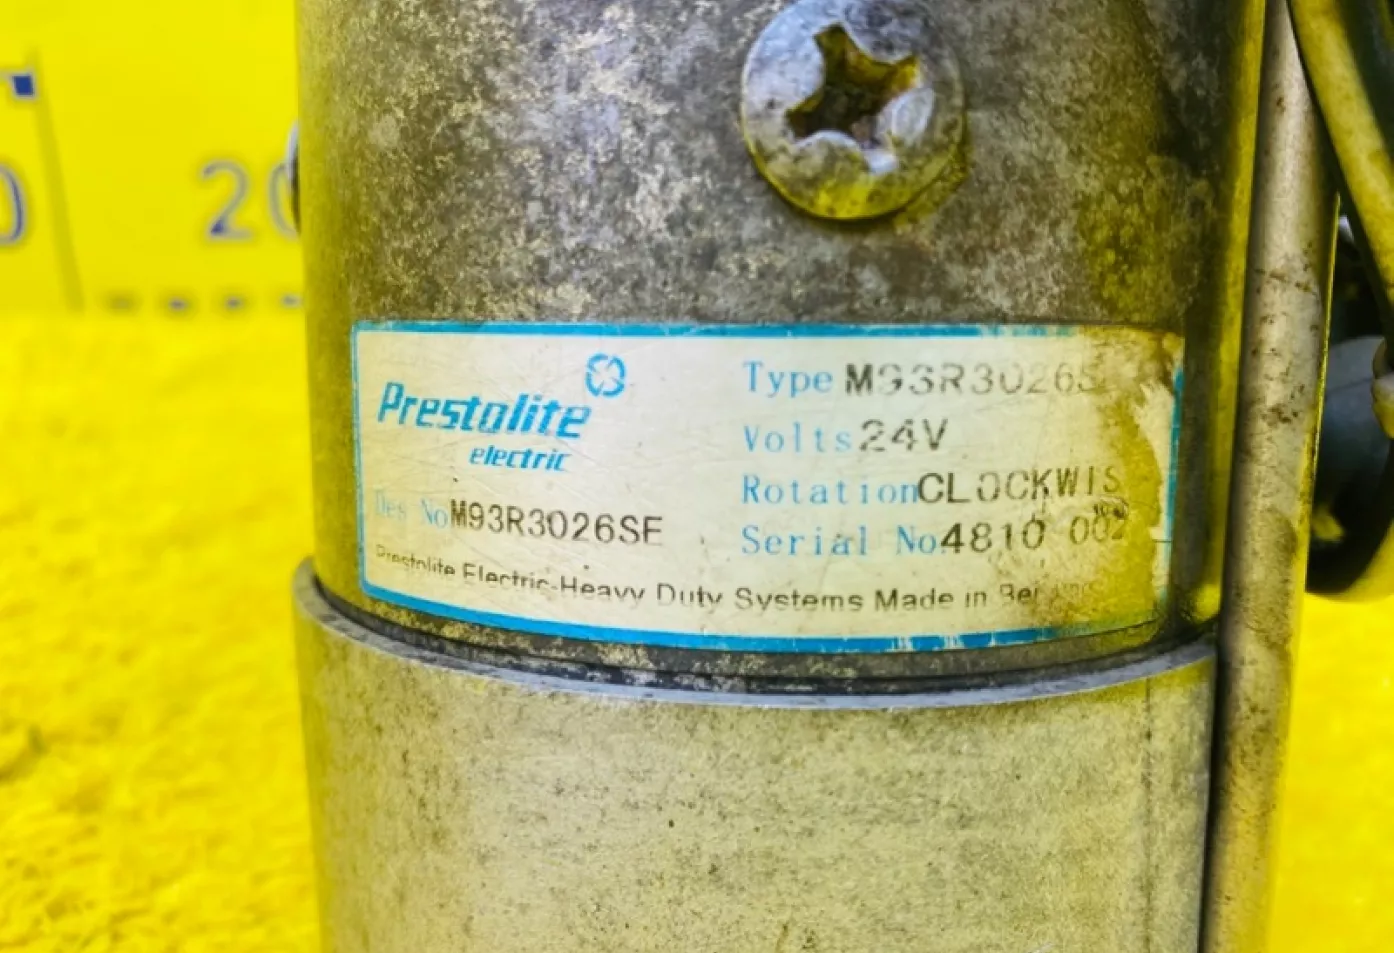 20
Prestolite
electric
Type M93R3026S
Volts 24V
Rotation CLOCKWIS
Des No M93R3026SE
Serial No. 4810 002
Prestolite Electric-Heavy Duty Systems Made in